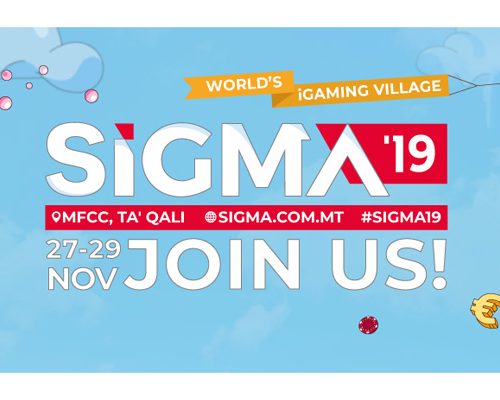 WORLD'S iGAMING VILLAGE
SiGMA '19
MFCC, TA' QALI SIGMA.COM.MT #SIGMA19
27-29 NOV JOIN US!
€